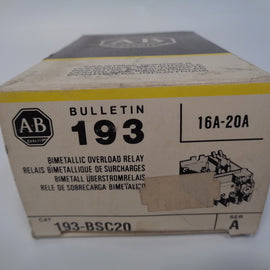 AB
BULLETIN
193
16A-20A
BIMETALLIC OVERLOAD RELAY
RELAIS BIMETALLIQUE DE SURCHARGES
BIMETALL ÜBERSTROMRELAIS
RELE DE SOBRECARGA BIMETALICO
CAT
193-BSC20
SER
A